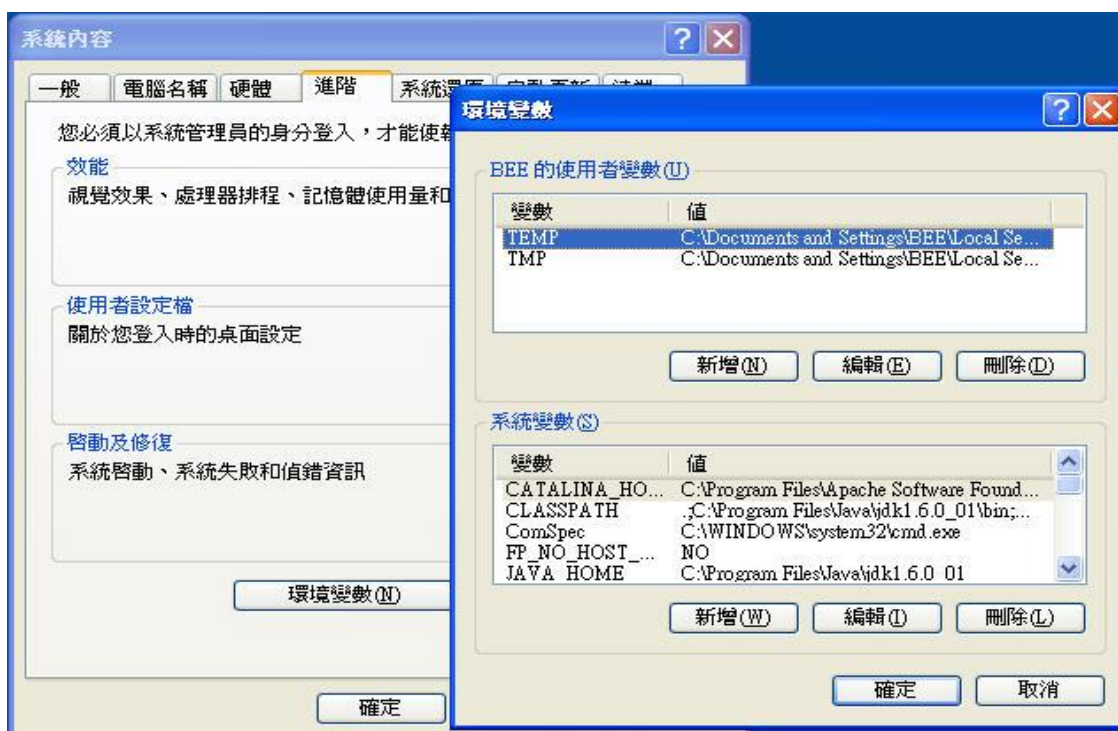 系統內容
一般 電腦名稱 硬體 進階
您必須以系統管理員的身分登入，才能使
效能
視覺效果、處理器排程、記憶體使用量和
使用者設定檔
關於您登入時的桌面設定
啟動及修復
系統啟動、系統失敗和偵錯資訊
環境變數(N)
確定
環境變數
BEE 的使用者變數(U)
變數 值
TEMP C:\Documents and Settings\BEE\Local Se...
TMP C:\Documents and Settings\BEE\Local Se...
新增(N) 編輯(E) 刪除(D)
系統變數(S)
變數 值
CATALINA_HO... C:\Program Files\Apache Software Found...
CLASSPATH .;C:\Program Files\Java\jdk1.6.0_01\bin;...
ComSpec C:\WINDOWS\system32\cmd.exe
FP_NO_HOST_... NO
JAVA_HOME C:\Program Files\Java\jdk1.6.0_01
新增(W) 編輯(I) 刪除(L)
確定 取消